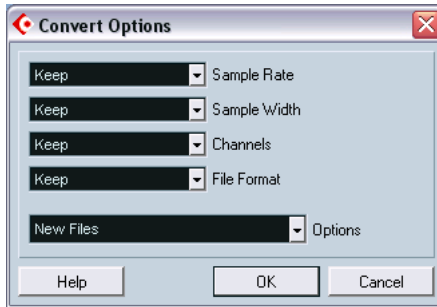 Convert Options
Keep Sample Rate
Keep Sample Width
Keep Channels
Keep File Format
New Files Options
Help OK Cancel